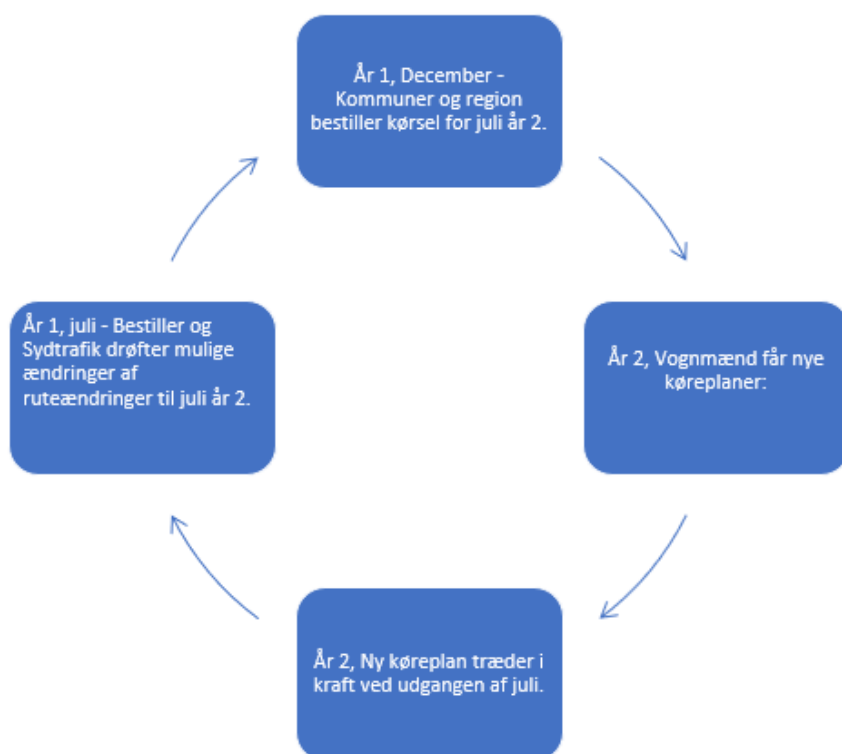 År 1, December -
Kommuner og region
bestiller kørsel for juli år 2.
År 2, Vognmænd får nye
køreplaner:
År 2, Ny køreplan træder i
kraft ved udgangen af juli.
År 1, juli - Bestiller og
Sydtrafik drøfter mulige
ændringer af
ruteændringer til juli år 2.